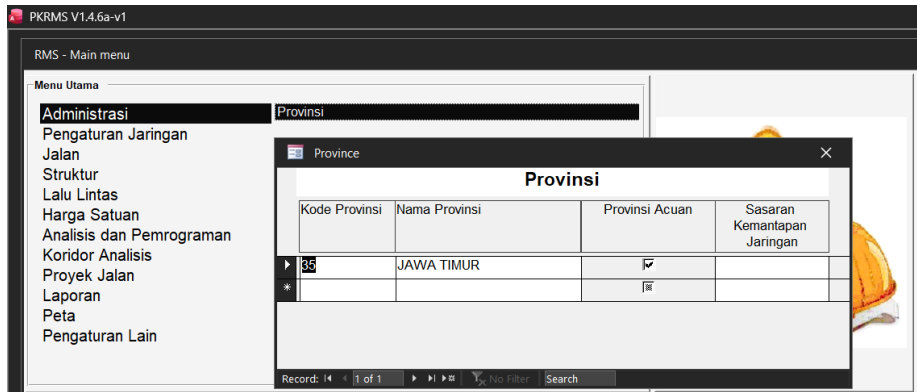 PKRMS V1.4.6a-v1
RMS - Main menu
Menu Utama
Administrasi
Pengaturan Jaringan
Jalan
Struktur
Lalu Lintas
Harga Satuan
Analisis dan Pemrograman
Koridor Analisis
Proyek Jalan
Laporan
Peta
Pengaturan Lain
Provinsi
Province
Provinsi
Kode Provinsi Nama Provinsi Provinsi Acuan Sasaran
Kemantapan
Jaringan
35 JAWA TIMUR
Record: 1 of 1 No Filter Search